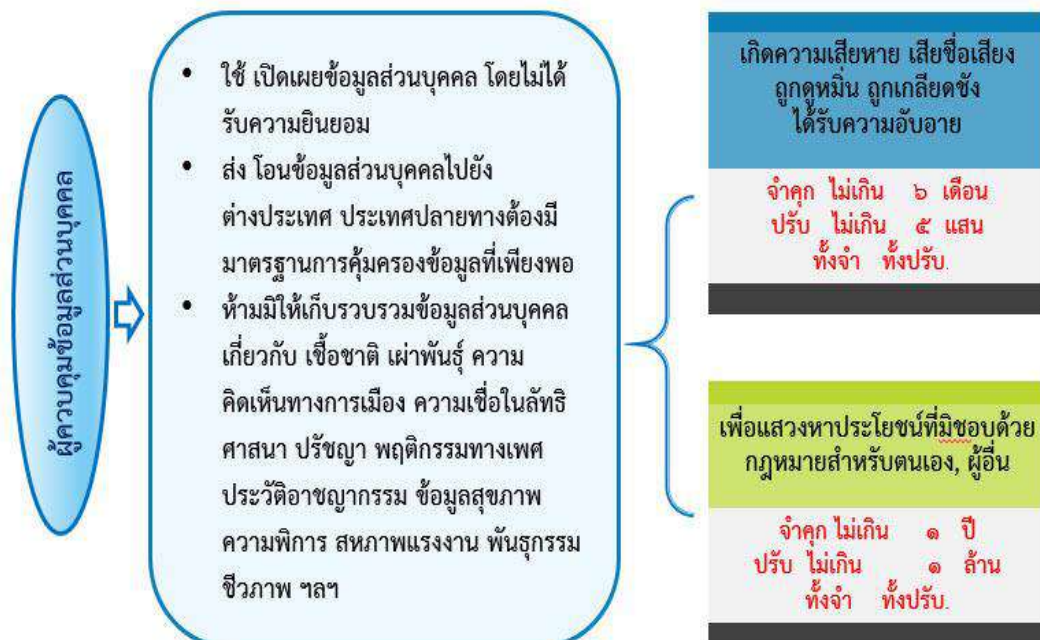 ผู้ควบคุมข้อมูลส่วนบุคคล
• ใช้ เปิดเผยข้อมูลส่วนบุคคล โดยไม่ได้
รับความยินยอม
• ส่ง โอนข้อมูลส่วนบุคคลไปยัง
ต่างประเทศ ประเทศปลายทางต้องมี
มาตรฐานการคุ้มครองข้อมูลที่เพียงพอ
• ห้ามมิให้เก็บรวบรวมข้อมูลส่วนบุคคล
เกี่ยวกับ เชื้อชาติ เผ่าพันธุ์ ความ
คิดเห็นทางการเมือง ความเชื่อในลัทธิ
ศาสนา ปรัชญา พฤติกรรมทางเพศ
ประวัติอาชญากรรม ข้อมูลสุขภาพ
ความพิการ สหภาพแรงงาน พันธุกรรม
ชีวภาพ ฯลฯ
เกิดความเสียหาย เสียชื่อเสียง
ถูกดูหมิ่น ถูกเกลียดชัง
ได้รับความอับอาย
จำคุก ไม่เกิน ๖ เดือน
ปรับ ไม่เกิน ๕ แสน
ทั้งจำ ทั้งปรับ.
เพื่อแสวงหาประโยชน์ที่มิชอบด้วย
กฎหมายสำหรับตนเอง, ผู้อื่น
จำคุก ไม่เกิน ๑ ปี
ปรับ ไม่เกิน ๑ ล้าน
ทั้งจำ ทั้งปรับ.